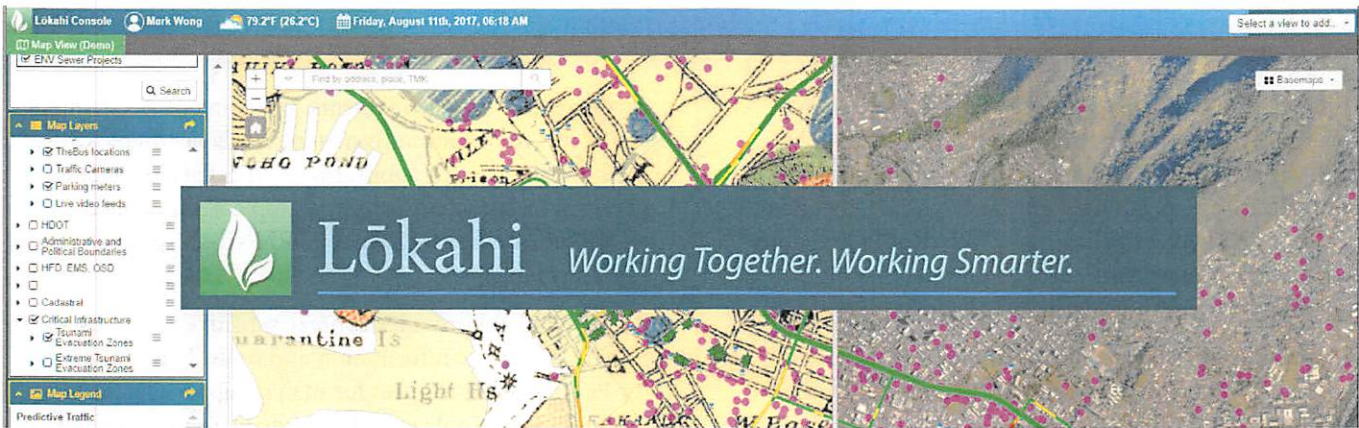 Lōkahi Console Mark Wong 79.2°F (26.2°C) Friday, August 11th, 2017, 06:18 AM Select a view to add..
Map View (Demo)
ENV Sewer Projects
Find by address, place, TMK
Basemaps
Search
Map Layers
TheBus locations
Traffic Cameras
Parking meters
Live video feeds
HDOT
Administrative and
Political Boundaries
HFD, EMS, OSD
Cadastral
Critical Infrastructure
Tsunami
Evacuation Zones
Extreme Tsunami
Evacuation Zones
Map Legend
Predictive Traffic
POND
Prison
Lōkahi Working Together. Working Smarter.
uarantine Is
Light Hs